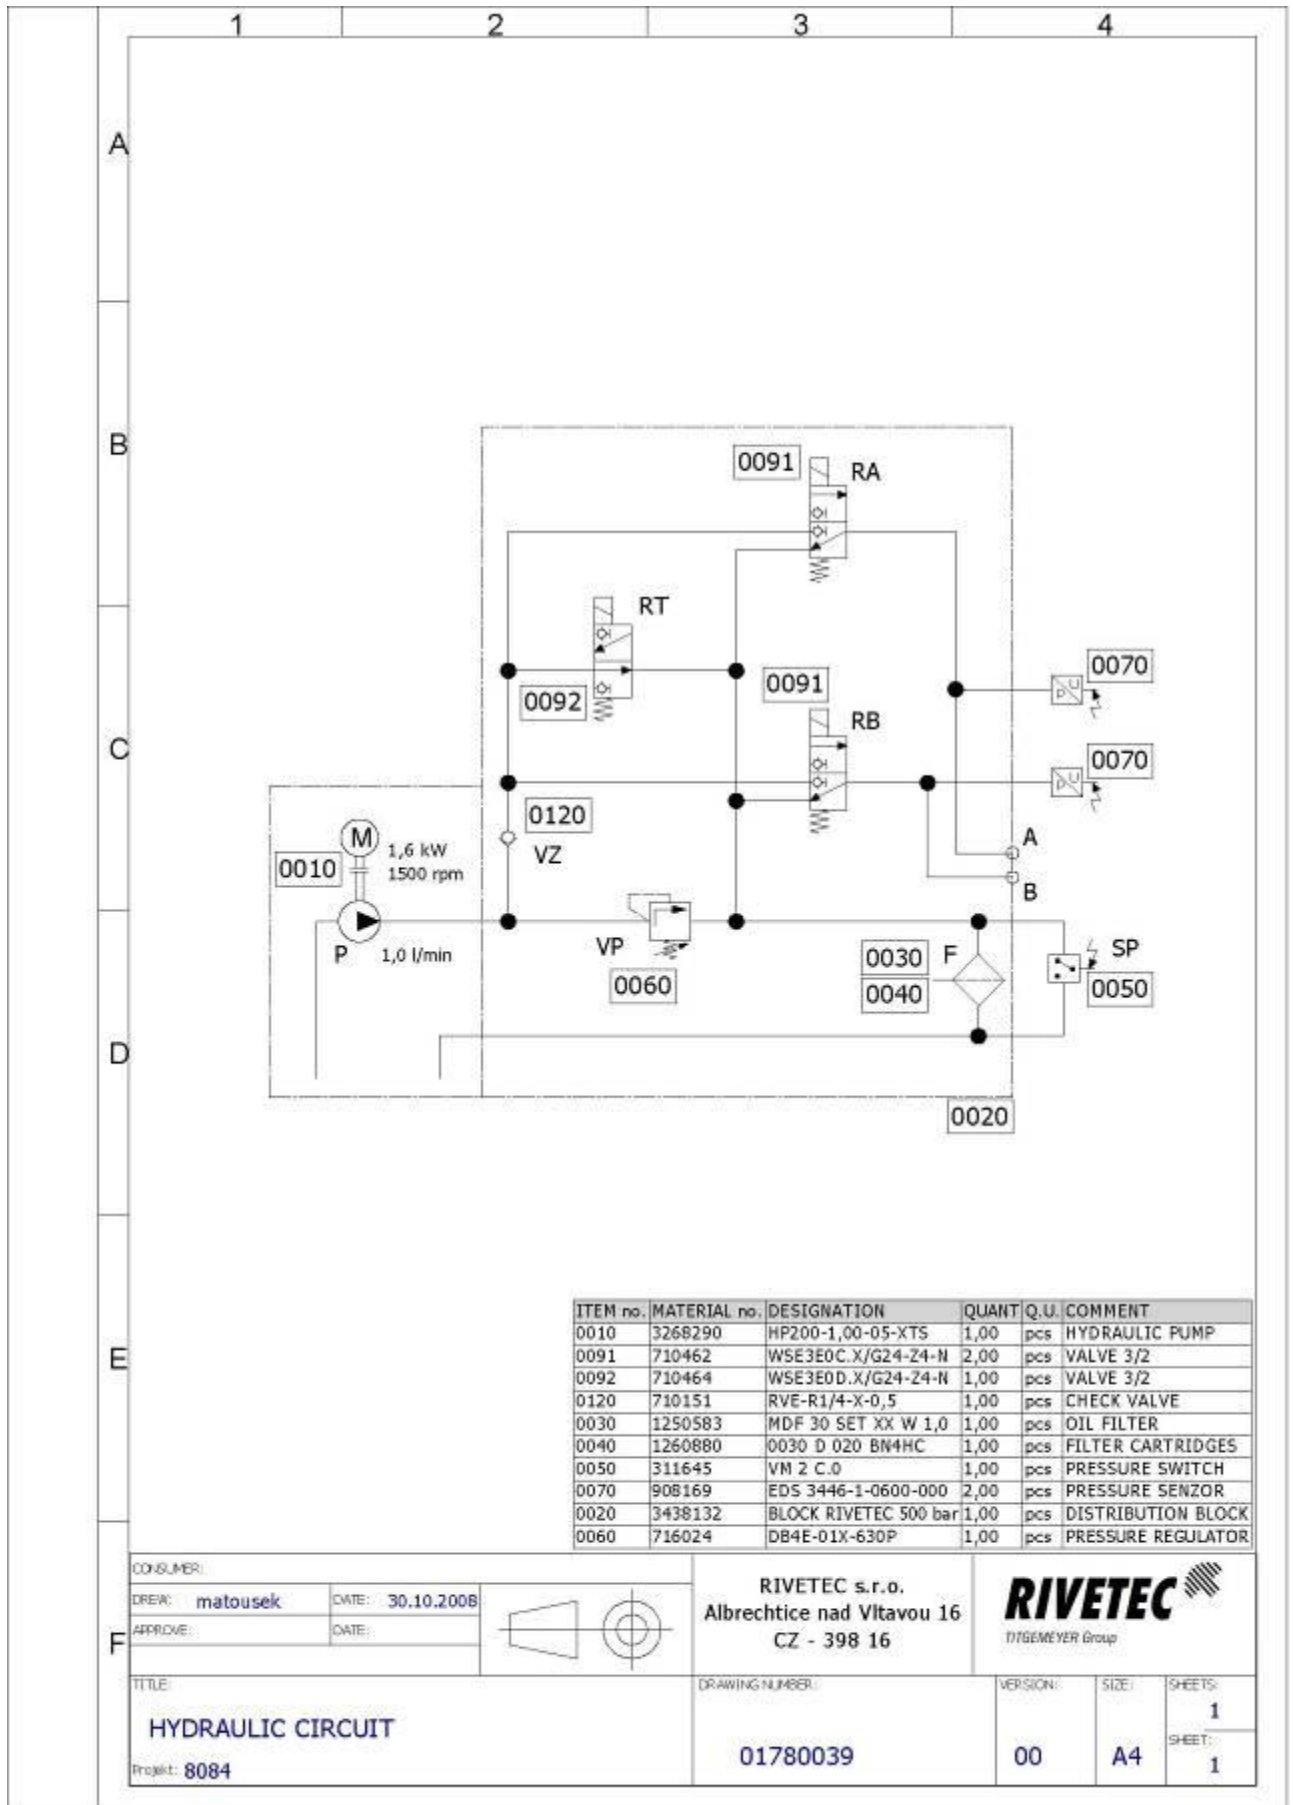 1 2 3 4
A
B
C
D
E
F
0091
RA
RT
0092
0091
RB
0070
U
P
0070
U
P
0120
VZ
M
1,6 kW
1500 rpm
0010
P
1,0 l/min
A
B
VP
0060
0030
0040
F
SP
0050
0020
ITEM no. MATERIAL no. DESIGNATION QUANT Q.U. COMMENT
0010 3268290 HP200-1,00-05-XTS 1,00 pcs HYDRAULIC PUMP
0091 710462 WSE3E0C.X/G24-Z4-N 2,00 pcs VALVE 3/2
0092 710464 WSE3E0D.X/G24-Z4-N 1,00 pcs VALVE 3/2
0120 710151 RVE-R1/4-X-0,5 1,00 pcs CHECK VALVE
0030 1250583 MDF 30 SET XX W 1,0 1,00 pcs OIL FILTER
0040 1260880 0030 D 020 BN4HC 1,00 pcs FILTER CARTRIDGES
0050 311645 VM 2 C.0 1,00 pcs PRESSURE SWITCH
0070 908169 EDS 3446-1-0600-000 2,00 pcs PRESSURE SENZOR
0020 3438132 BLOCK RIVETEC 500 bar 1,00 pcs DISTRIBUTION BLOCK
0060 716024 DB4E-01X-630P 1,00 pcs PRESSURE REGULATOR
CONSUMER:
DREW: matousek DATE: 30.10.2008
APPROVE: DATE:
RIVETEC s.r.o.
Albrechtice nad Vltavou 16
CZ - 398 16
RIVETEC
TITGEMEYER Group
TITLE:
HYDRAULIC CIRCUIT
Projekt: 8084
DRAWING NUMBER:
01780039
VERSION:
00
SIZE:
A4
SHEETS:
1
SHEET:
1